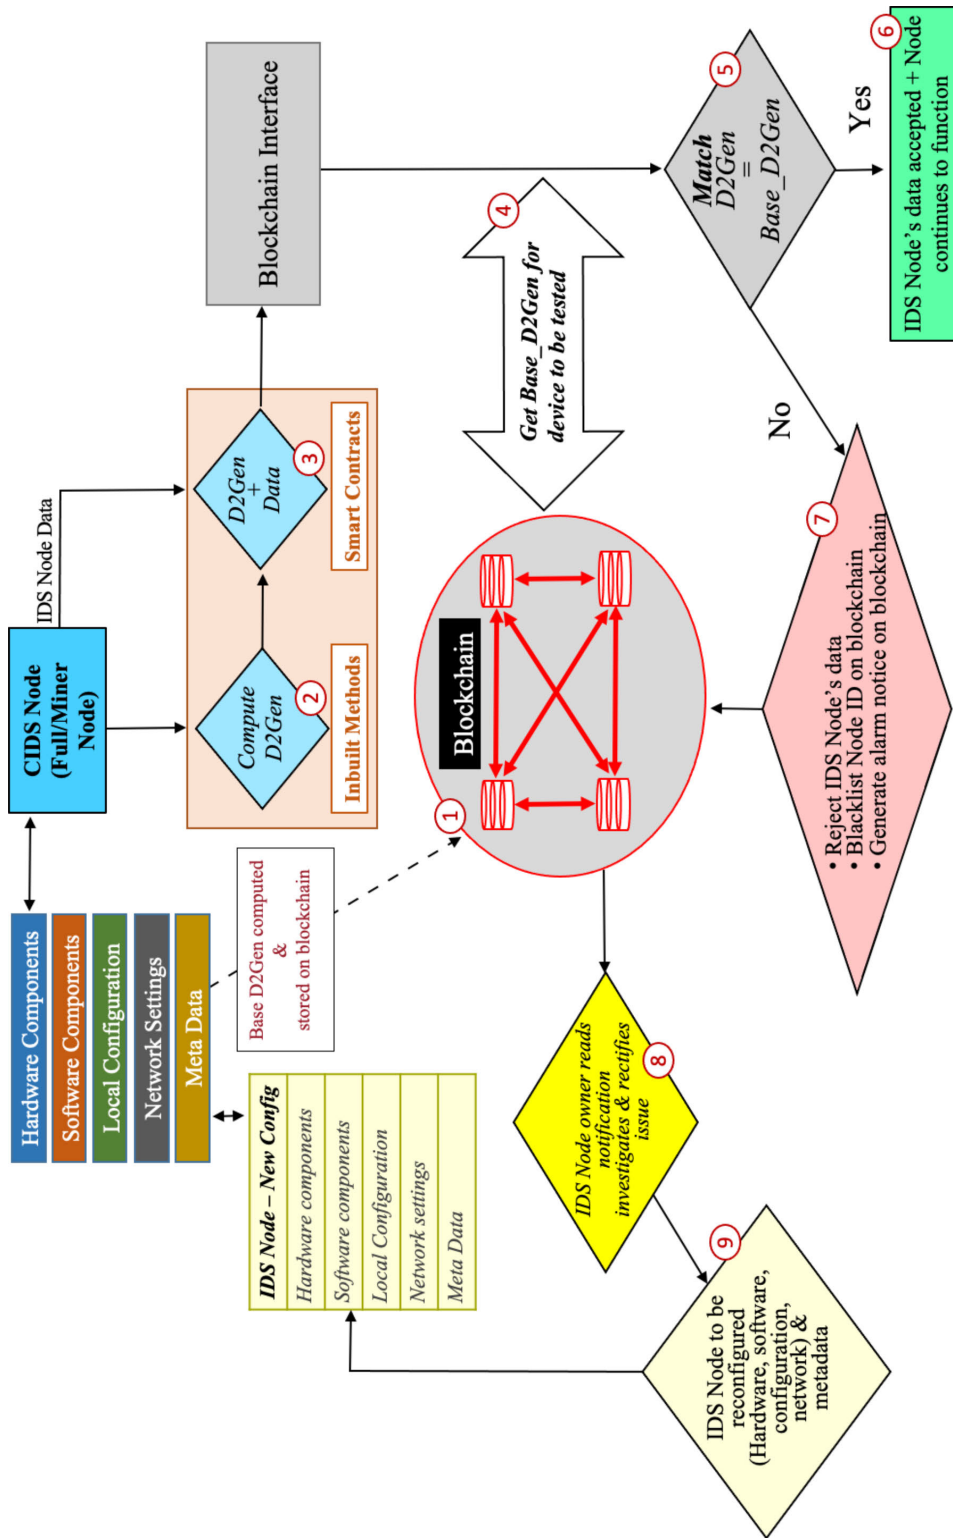 Hardware Components
Software Components
Local Configuration
Network Settings
Meta Data
CIDS Node
(Full/Miner
Node)
IDS Node Data
Compute
D2Gen
2
Inbuilt Methods
D2Gen
+
Data
3
Smart Contracts
Blockchain Interface
Base D2Gen computed
&
stored on blockchain
1
Blockchain
4
Get Base_D2Gen for
device to be tested
5
Match
D2Gen
=
Base_D2Gen
Yes
No
6
IDS Node's data accepted + Node
continues to function
7
• Reject IDS Node's data
• Blacklist Node ID on blockchain
• Generate alarm notice on blockchain
IDS Node owner reads
notification
investigates & rectifies
issue
8
9
IDS Node to be
reconfigured
(Hardware, software,
configuration,
network) &
metadata
IDS Node – New Config
Hardware components
Software components
Local Configuration
Network settings
Meta Data